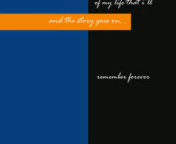 of my life that i'll
and the story goes on...
remember forever